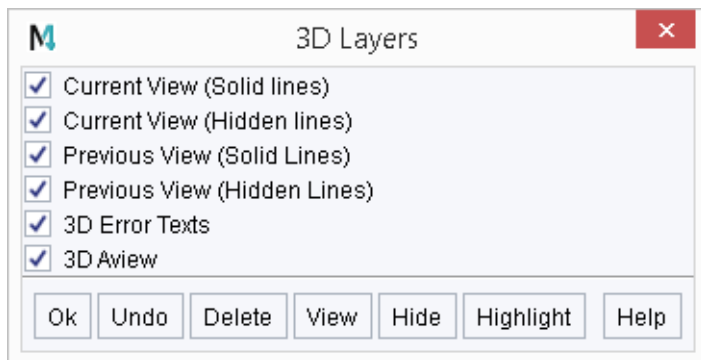 M4 3D Layers
Current View (Solid lines)
Current View (Hidden lines)
Previous View (Solid Lines)
Previous View (Hidden Lines)
3D Error Texts
3D Aview
Ok Undo Delete View Hide Highlight Help